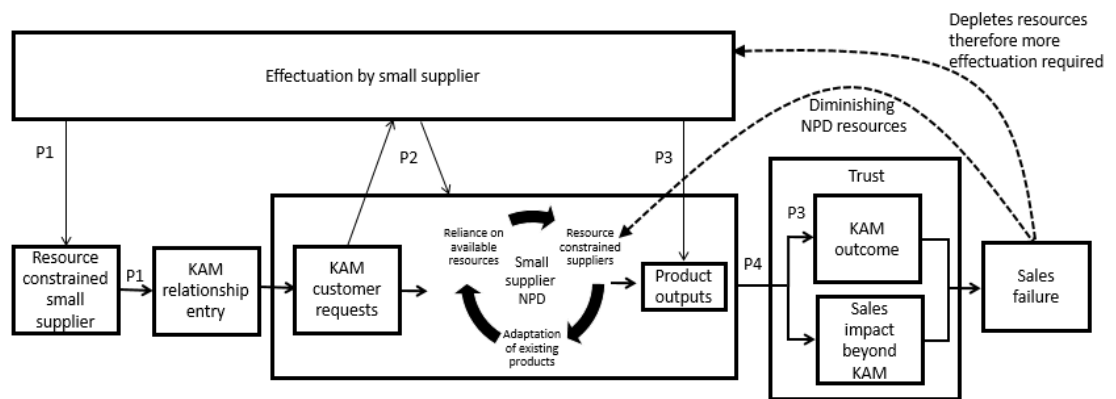 Depletes resources
therefore more
effectuation required
Effectuation by small supplier
Diminishing
NPD resources
P1
P2
P3
Trust
Resource
constrained small
supplier
P1
KAM
relationship
entry
KAM
customer
requests
Reliance on
available
resources
Resource
constrained
suppliers
Small
supplier
NPD
Adaptation
of existing
products
Product
outputs
P4
P3
KAM
outcome
Sales
impact
beyond
KAM
Sales
failure